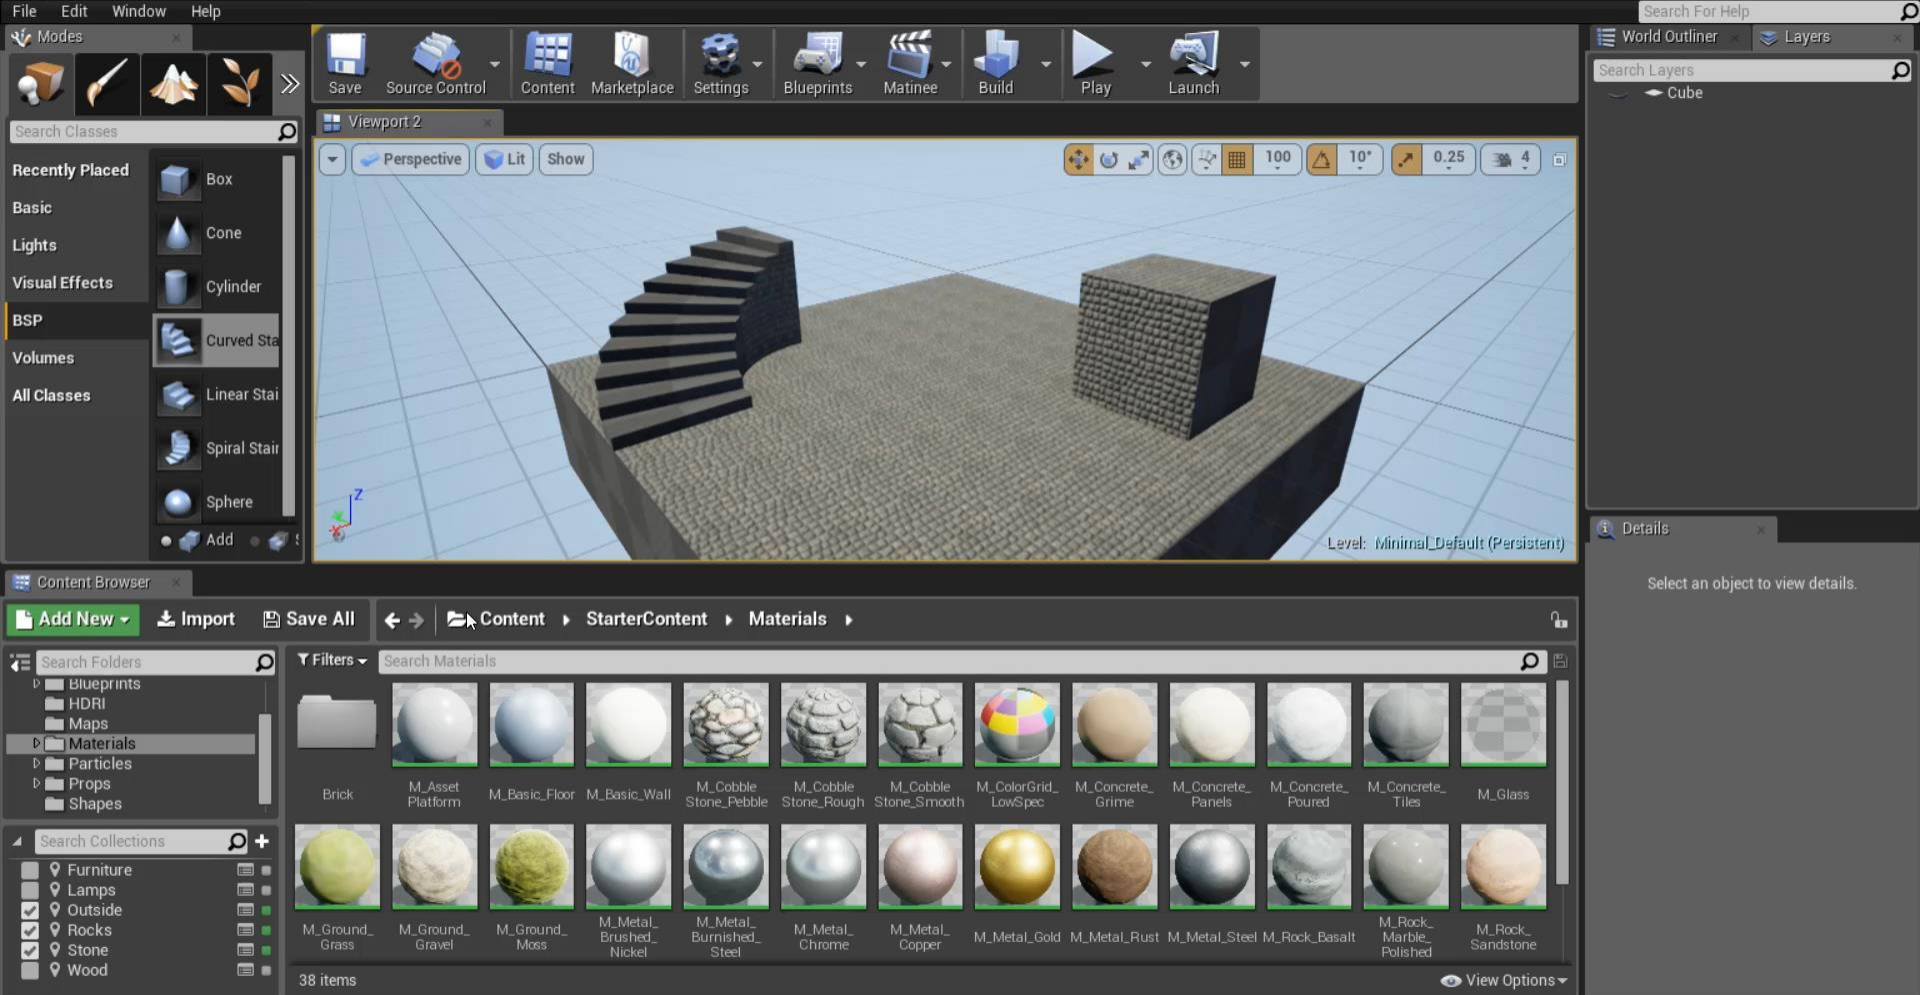 File Edit Window Help
Search For Help
Modes
World Outliner Layers
Save Source Control Content Marketplace Settings Blueprints Matinee Build Play Launch
Search Layers
Cube
Viewport 2
Search Classes
Perspective Lit Show 100 10° 0.25 4
Recently Placed
Basic
Lights
Visual Effects
BSP
Volumes
All Classes
Box
Cone
Cylinder
Curved Sta
Linear Stai
Spiral Stair
Sphere
Add
Z
Level: Minimal_Default (Persistent)
Details
Select an object to view details.
Content Browser
Add New Import Save All Content StarterContent Materials
Search Folders
Filters Search Materials
Blueprints
HDRI
Maps
Materials
Particles
Props
Shapes
Search Collections
Furniture
Lamps
Outside
Rocks
Stone
Wood
Brick
M_Asset
Platform
M_Basic_Floor
M_Basic_Wall
M_Cobble
Stone_Pebble
M_Cobble
Stone_Rough
M_Cobble
Stone_Smooth
M_ColorGrid_
LowSpec
M_Concrete_
Grime
M_Concrete_
Panels
M_Concrete_
Poured
M_Concrete_
Tiles
M_Glass
M_Ground_
Grass
M_Ground_
Gravel
M_Ground_
Moss
M_Metal_
Brushed_
Nickel
M_Metal_
Burnished_
Steel
M_Metal_
Chrome
M_Metal_
Copper
M_Metal_Gold
M_Metal_Rust
M_Metal_Steel
M_Rock_Basalt
M_Rock_
Marble_
Polished
M_Rock_
Sandstone
38 items
View Options